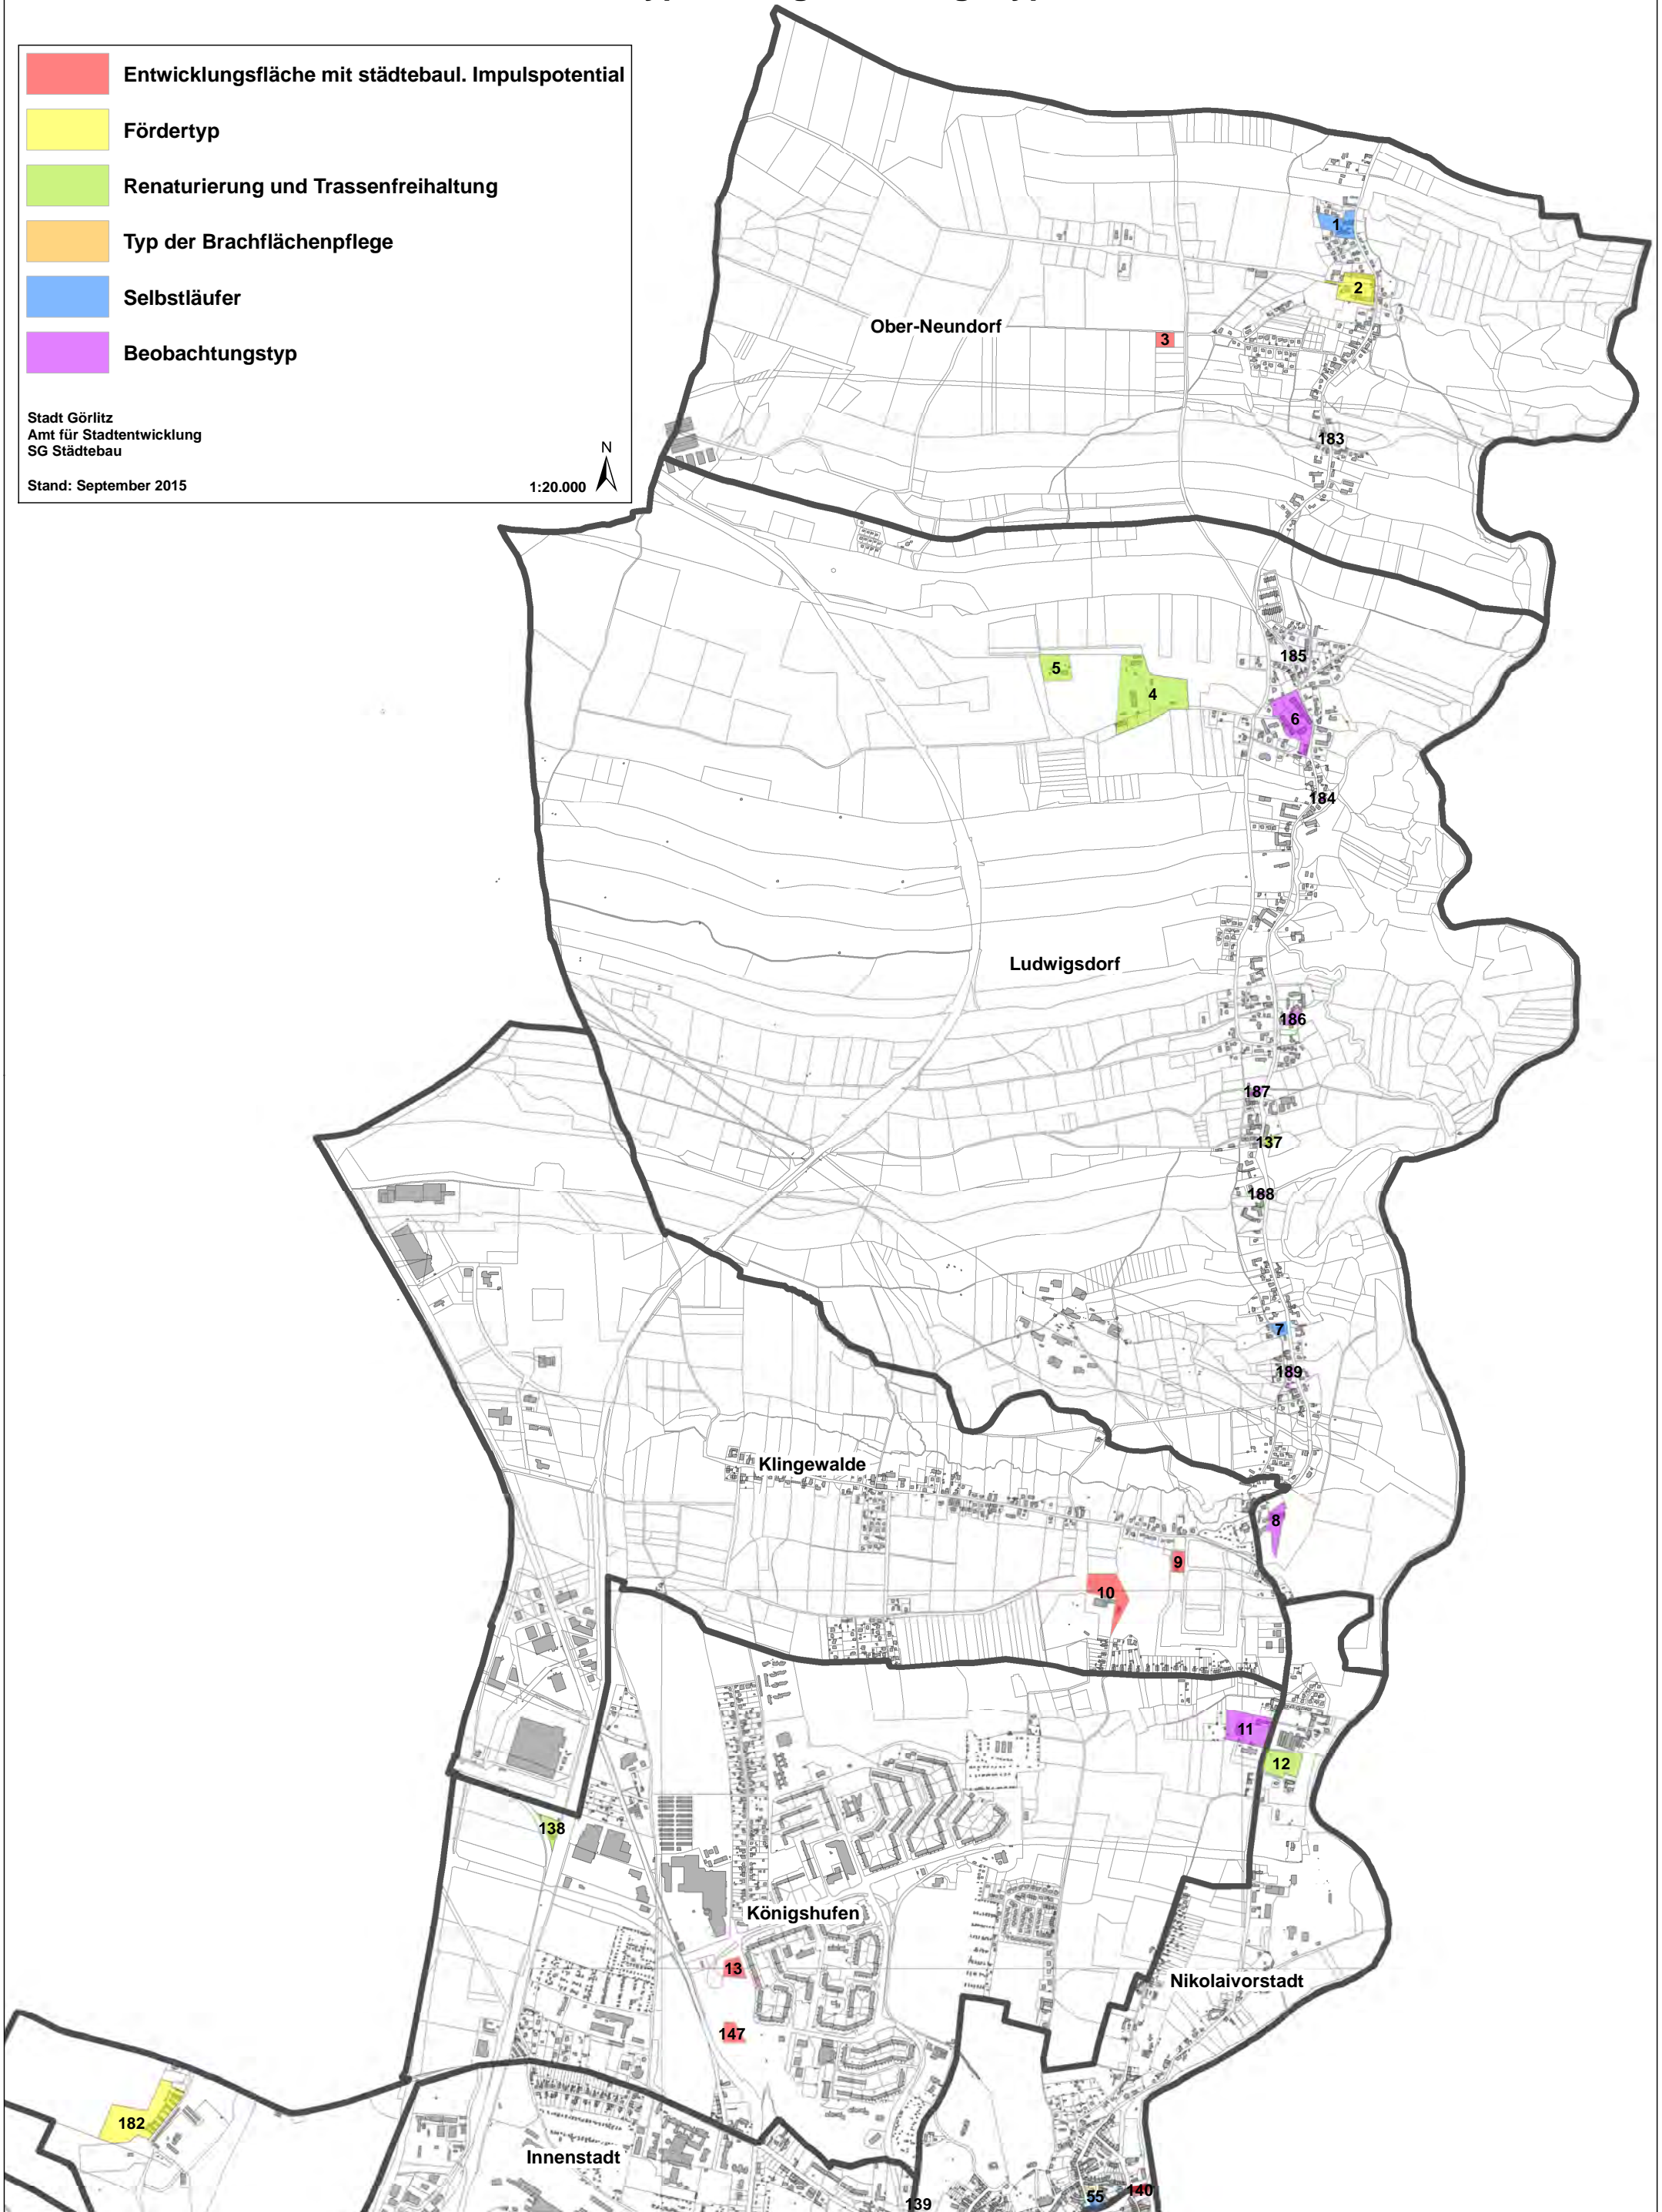 Entwicklungsfläche mit städtebaul. Impulspotential
Fördertyp
Renaturierung und Trassenfreihaltung
Typ der Brachflächenpflege
Selbstläufer
Beobachtungstyp
Stadt Görlitz
Amt für Stadtentwicklung
SG Städtebau
Stand: September 2015
N
1:20.000
1
2
Ober-Neundorf
3
183
185
5
4
6
184
Ludwigsdorf
186
187
137
188
7
189
Klingewalde
8
9
10
11
12
138
Königshufen
13
Nikolaivorstadt
147
182
Innenstadt
139
55
140